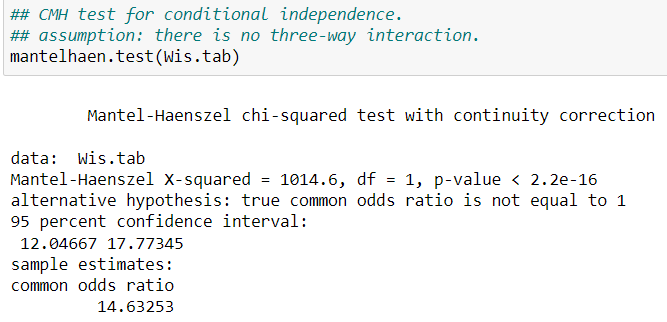 ## CMH test for conditional independence.
## assumption: there is no three-way interaction.
mantelhaen.test(Wis.tab)
Mantel-Haenszel chi-squared test with continuity correction
data:  Wis.tab
Mantel-Haenszel X-squared = 1014.6, df = 1, p-value < 2.2e-16
alternative hypothesis: true common odds ratio is not equal to 1
95 percent confidence interval:
 12.04667 17.77345
sample estimates:
common odds ratio
         14.63253